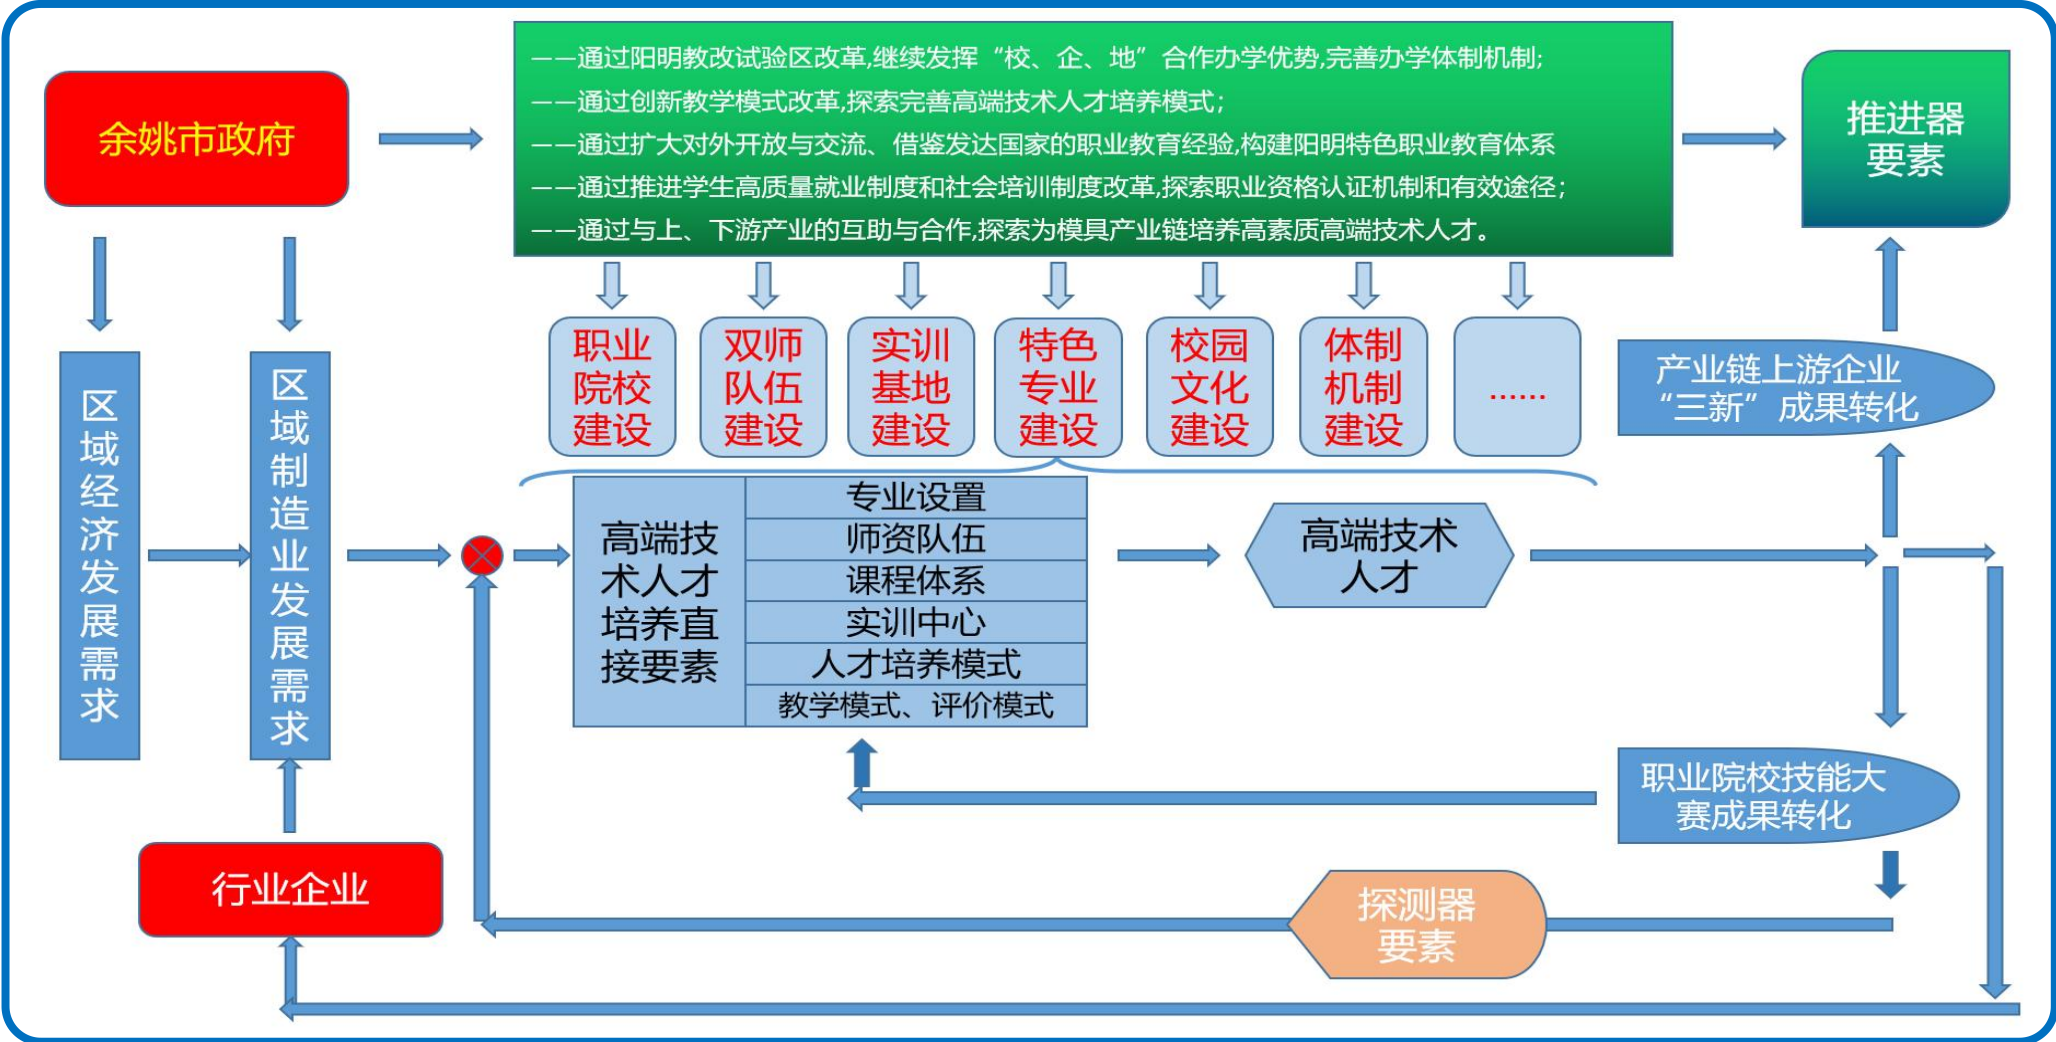 ——通过阳明教改试验区改革,继续发挥“校、企、地”合作办学优势,完善办学体制机制;
——通过创新教学模式改革,探索完善高端技术人才培养模式;
——通过扩大对外开放与交流、借鉴发达国家的职业教育经验,构建阳明特色职业教育体系
——通过推进学生高质量就业制度和社会培训制度改革,探索职业资格认证机制和有效途径;
——通过与上、下游产业的互助与合作,探索为模具产业链培养高素质高端技术人才。
余姚市政府
推进器
要素
职业
院校
建设
双师
队伍
建设
实训
基地
建设
特色
专业
建设
校园
文化
建设
体制
机制
建设
......
产业链上游企业
“三新”成果转化
区域经济发展需求
区域制造业发展需求
高端技
术人才
培养直
接要素
专业设置
师资队伍
课程体系
实训中心
人才培养模式
教学模式、评价模式
高端技术
人才
职业院校技能大
赛成果转化
行业企业
探测器
要素